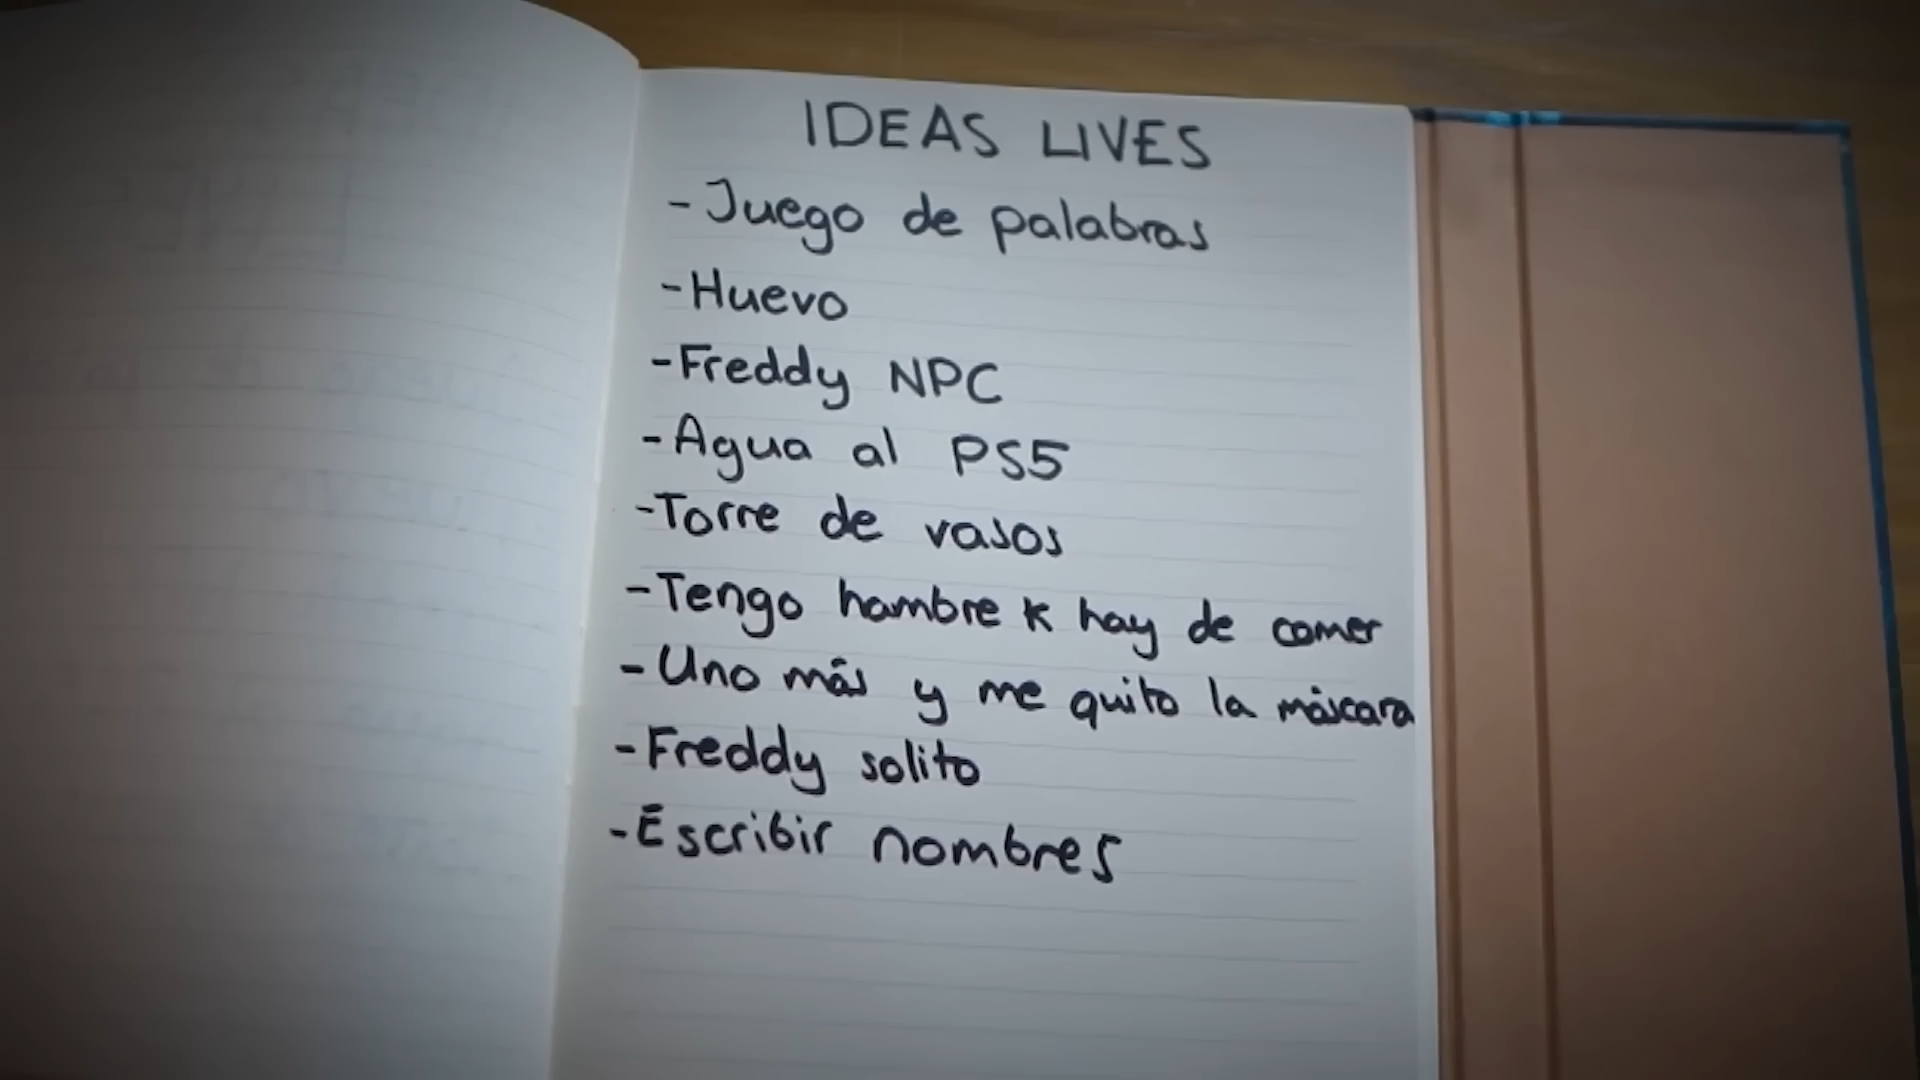 IDEAS LIVES
-Juego de palabras
-Huevo
-Freddy NPC
-Agua al PS5
-Torre de vasos
-Tengo hambre k hay de comer
-Uno más y me quito la máscara
-Freddy solito
-Escribir nombres